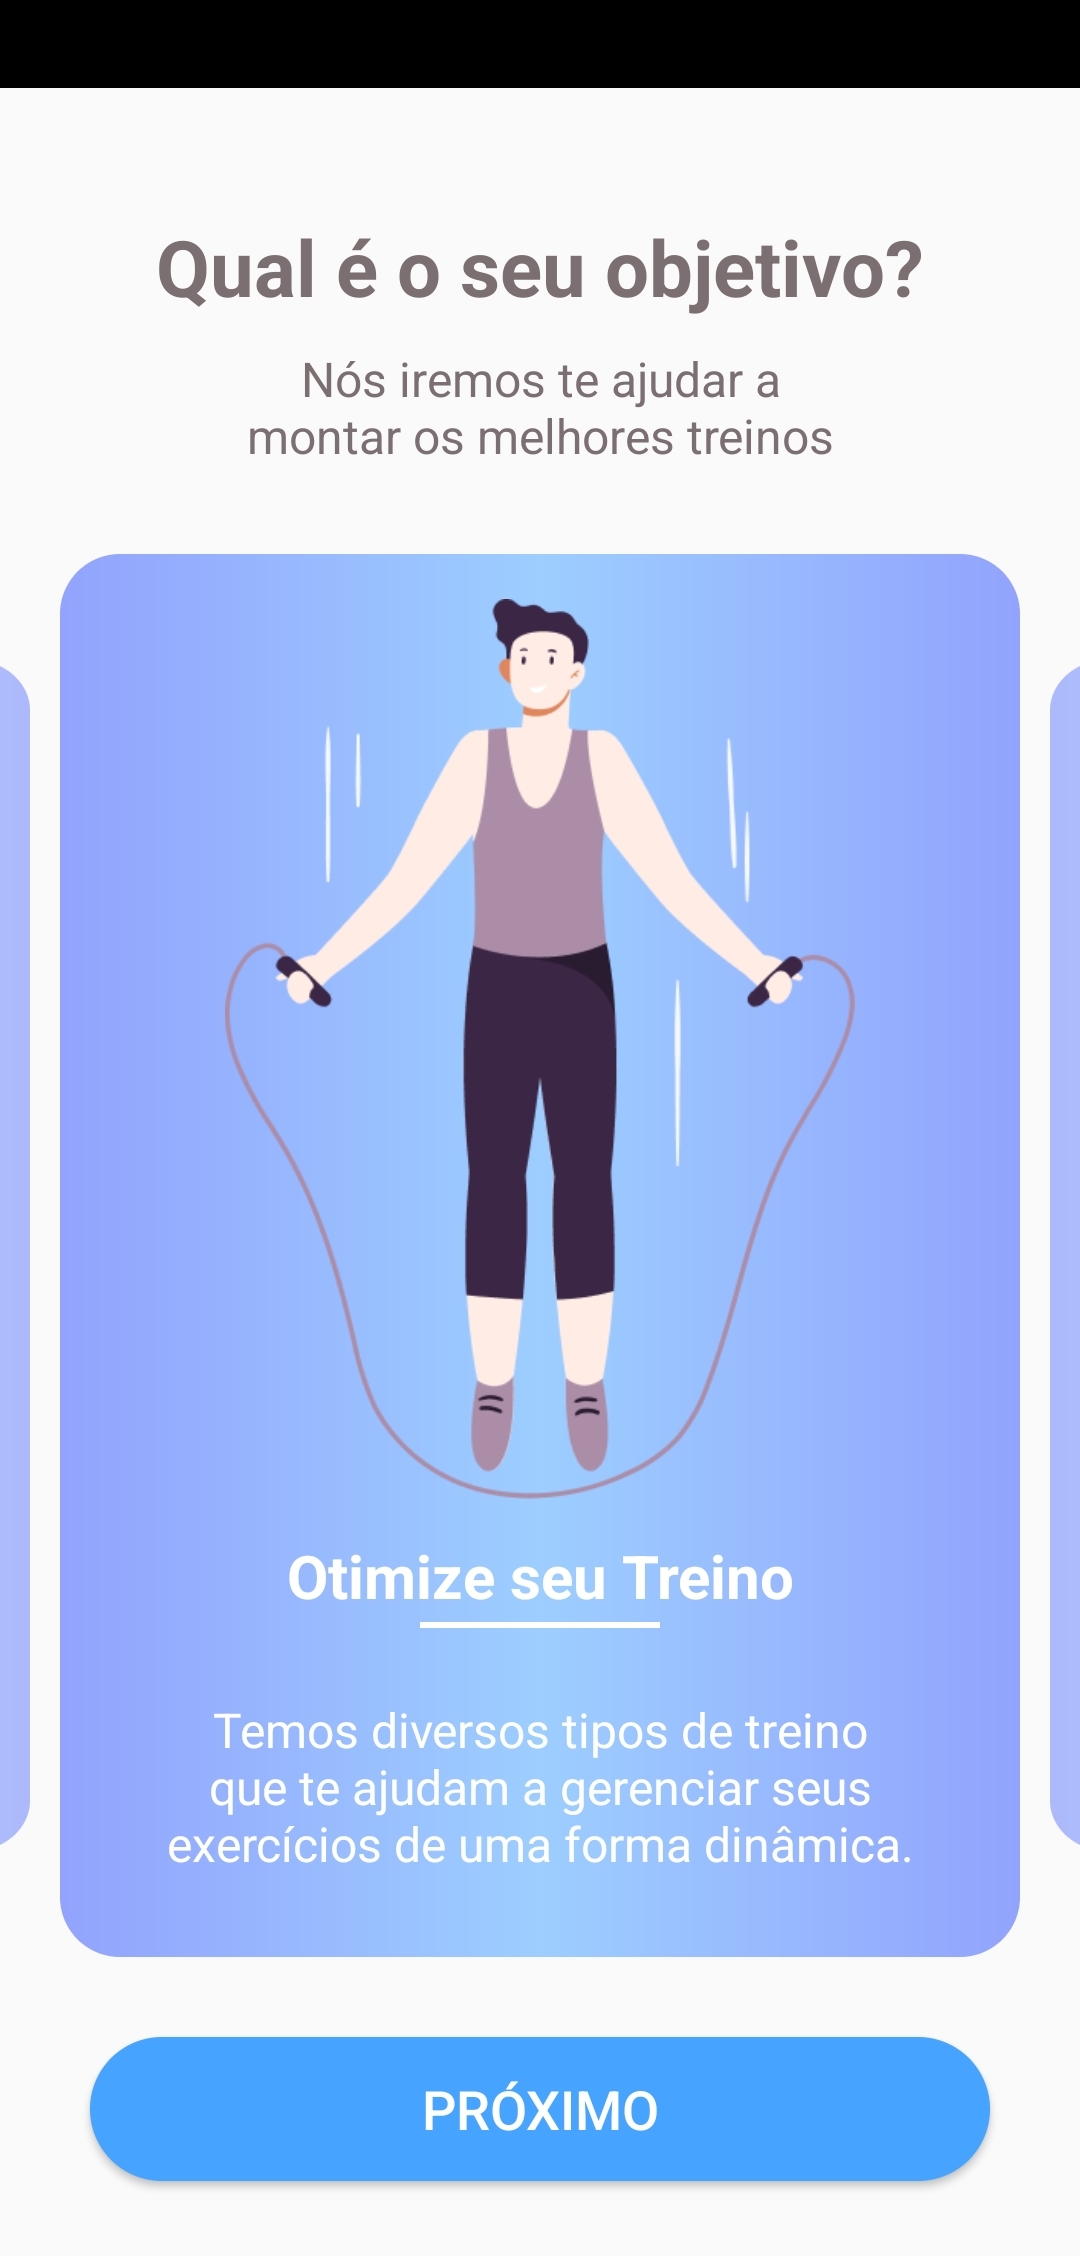 Qual é o seu objetivo?
Nós iremos te ajudar a
montar os melhores treinos
Otimize seu Treino
Temos diversos tipos de treino
que te ajudam a gerenciar seus
exercícios de uma forma dinâmica.
PRÓXIMO